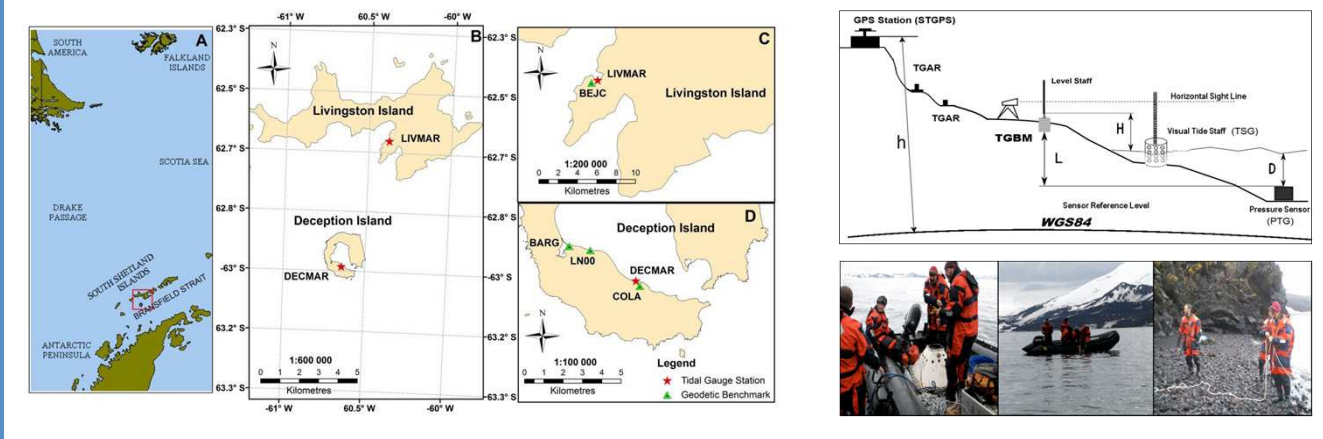 A
SOUTH
AMERICA
FALKLAND
ISLANDS
SCOTIA SEA
DRAKE
PASSAGE
SOUTH SHETLAND
ISLANDS
BRANSFIELD STRAIT
ANTARCTIC
PENINSULA
-61° W
60.5° W
-60° W
62.3° S
62.5° S
62.7° S
62.8° S
-63° S
63.2° S
63.3° S
B
N
Livingston Island
LIVMAR
Deception Island
DECMAR
1:600 000
0 1 2 3 4 5
Kilometres
-61° W
60.5° W
-60° W
62.3° S
62.5° S
62.7° S
62.8° S
-63° S
63.2° S
63.3° S
C
N
LIVMAR
BEJC
Livingston Island
1:200 000
0 2 4 6 8 10
Kilometres
D
Deception Island
BARG
LN00
DECMAR
COLA
N
1:100 000
0 1 2 3 4 5
Kilometres
Legend
Tidal Gauge Station
Geodetic Benchmark
GPS Station (STGPS)
TGAR
TGAR
Level Staff
Horizontal Sight Line
TGBM
H
Visual Tide Staff (TSG)
h
L
D
Sensor Reference Level
Pressure Sensor
(PTG)
WGS84